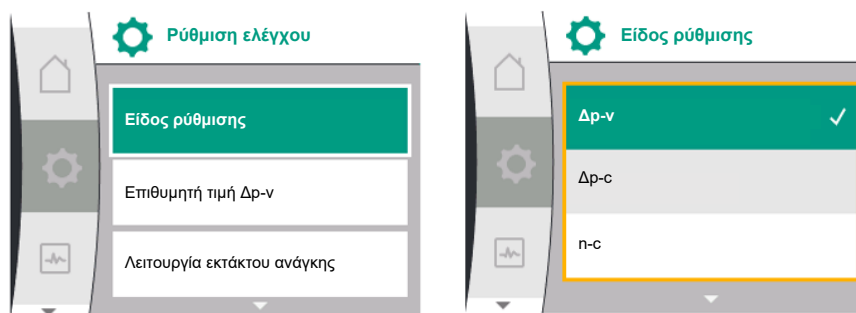 Ρύθμιση ελέγχου
Είδος ρύθμισης
Επιθυμητή τιμή Δp-v
Λειτουργία εκτάκτου ανάγκης
Είδος ρύθμισης
Δp-v
Δp-c
n-c